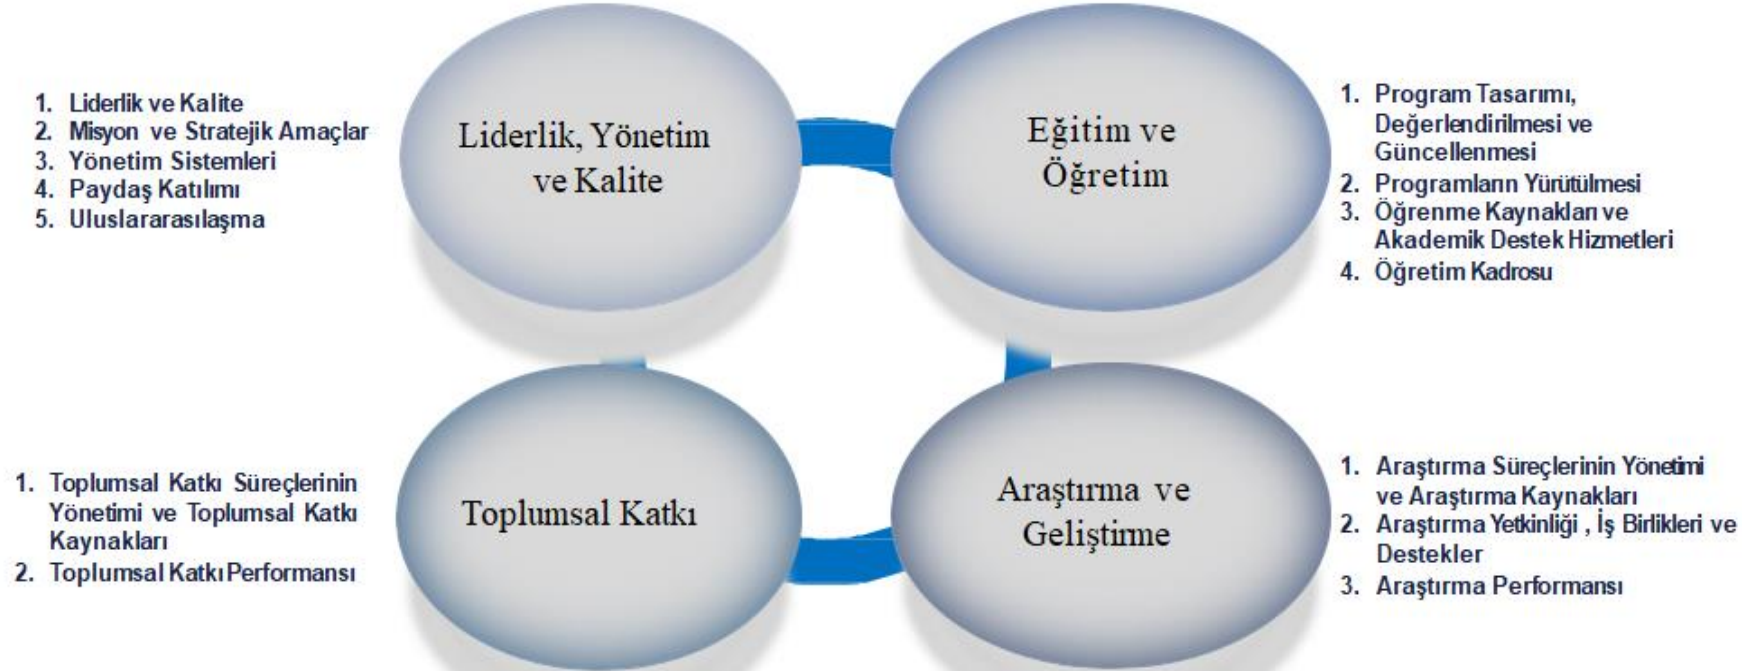 1. Liderlik ve Kalite
2. Misyon ve Stratejik Amaçlar
3. Yönetim Sistemleri
4. Paydaş Katılımı
5. Uluslararasılaşma
Liderlik, Yönetim
ve Kalite
Eğitim ve
Öğretim
1. Program Tasarımı,
Değerlendirilmesi ve
Güncellenmesi
2. Programların Yürütülmesi
3. Öğrenme Kaynakları ve
Akademik Destek Hizmetleri
4. Öğretim Kadrosu
1. Toplumsal Katkı Süreçlerinin
Yönetimi ve Toplumsal Katkı
Kaynakları
2. Toplumsal Katkı Performansı
Toplumsal Katkı
Araştırma ve
Geliştirme
1. Araştırma Süreçlerinin Yönetimi
ve Araştırma Kaynakları
2. Araştırma Yetkinliği , İş Birlikleri ve
Destekler
3. Araştırma Performansı